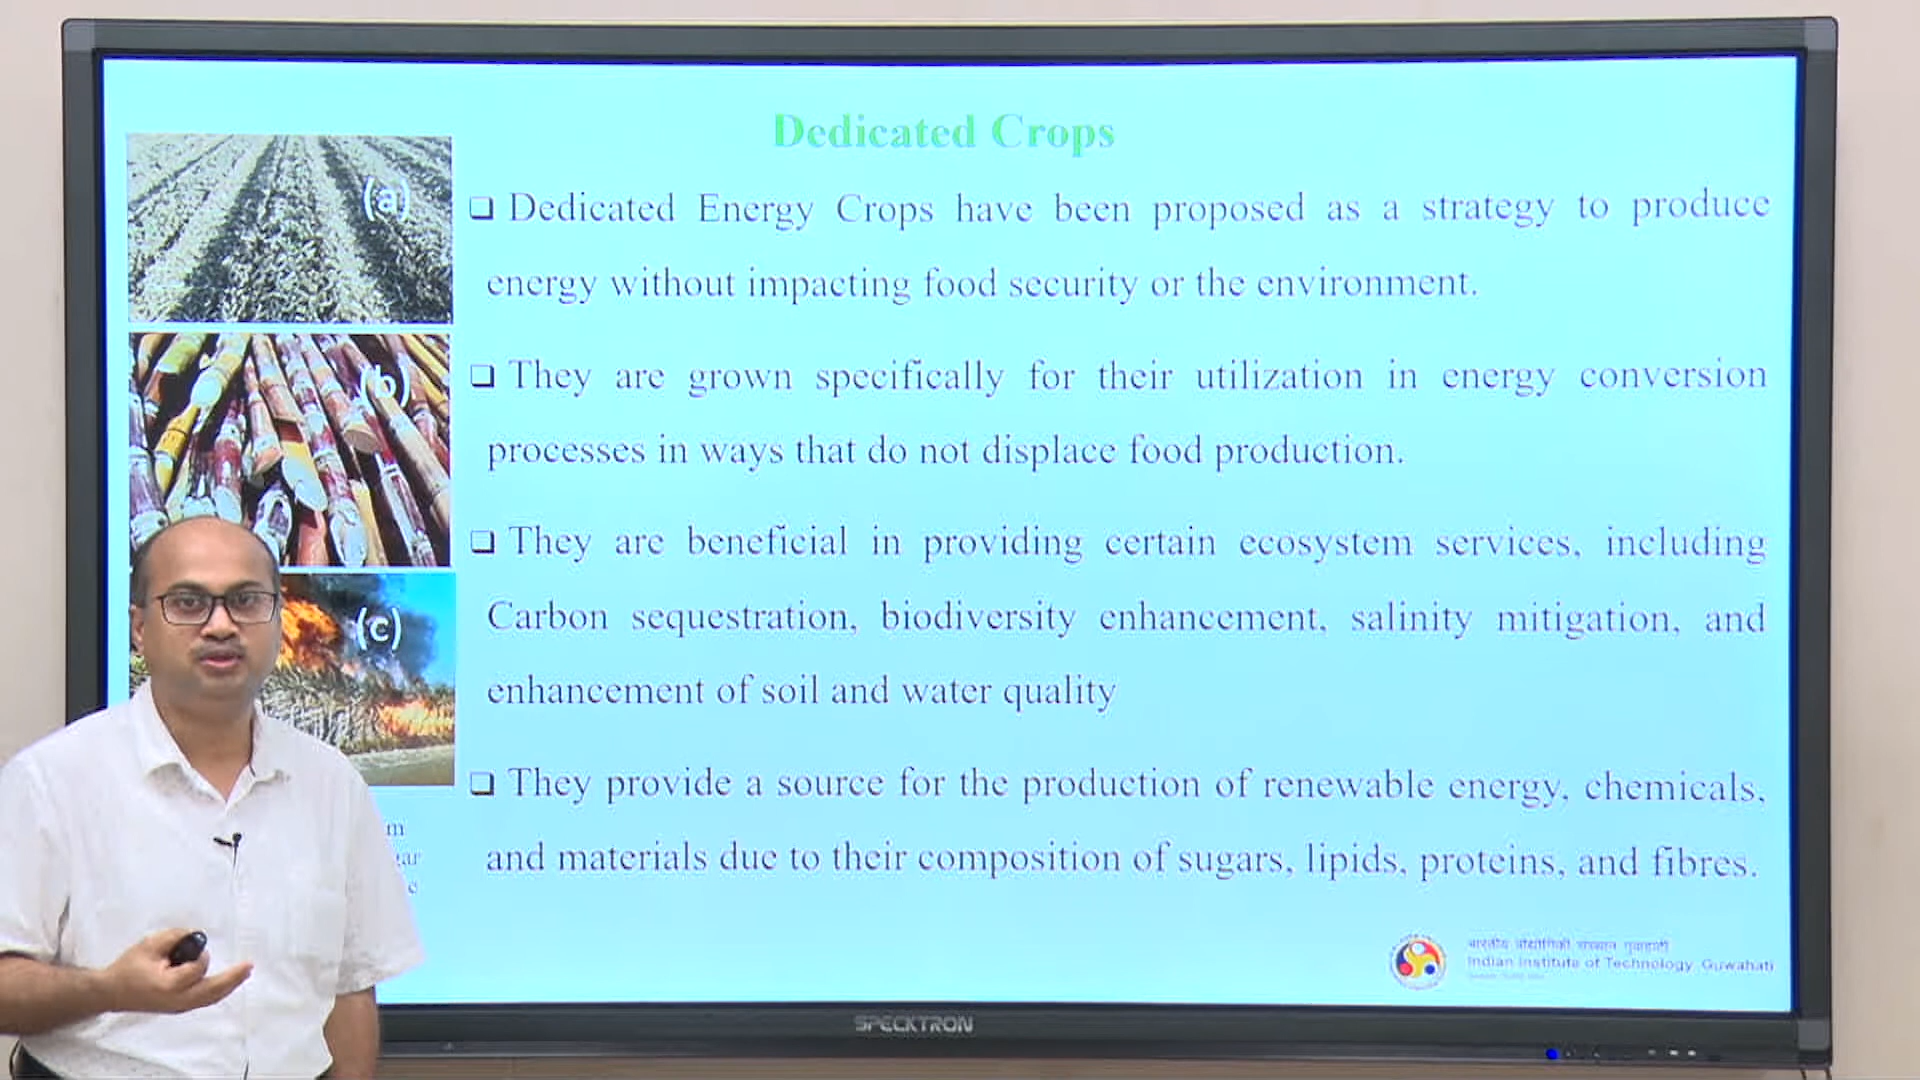 Dedicated Crops
(a)
❑ Dedicated Energy Crops have been proposed as a strategy to produce
energy without impacting food security or the environment.
(b)
❑ They are grown specifically for their utilization in energy conversion
processes in ways that do not displace food production.
❑ They are beneficial in providing certain ecosystem services, including
(c)
Carbon sequestration, biodiversity enhancement, salinity mitigation, and
enhancement of soil and water quality
❑ They provide a source for the production of renewable energy, chemicals,
and materials due to their composition of sugars, lipids, proteins, and fibres.
भारतीय प्रौद्योगिकी संस्थान गुवाहाटी
Indian Institute of Technology Guwahati
SPECKTRON